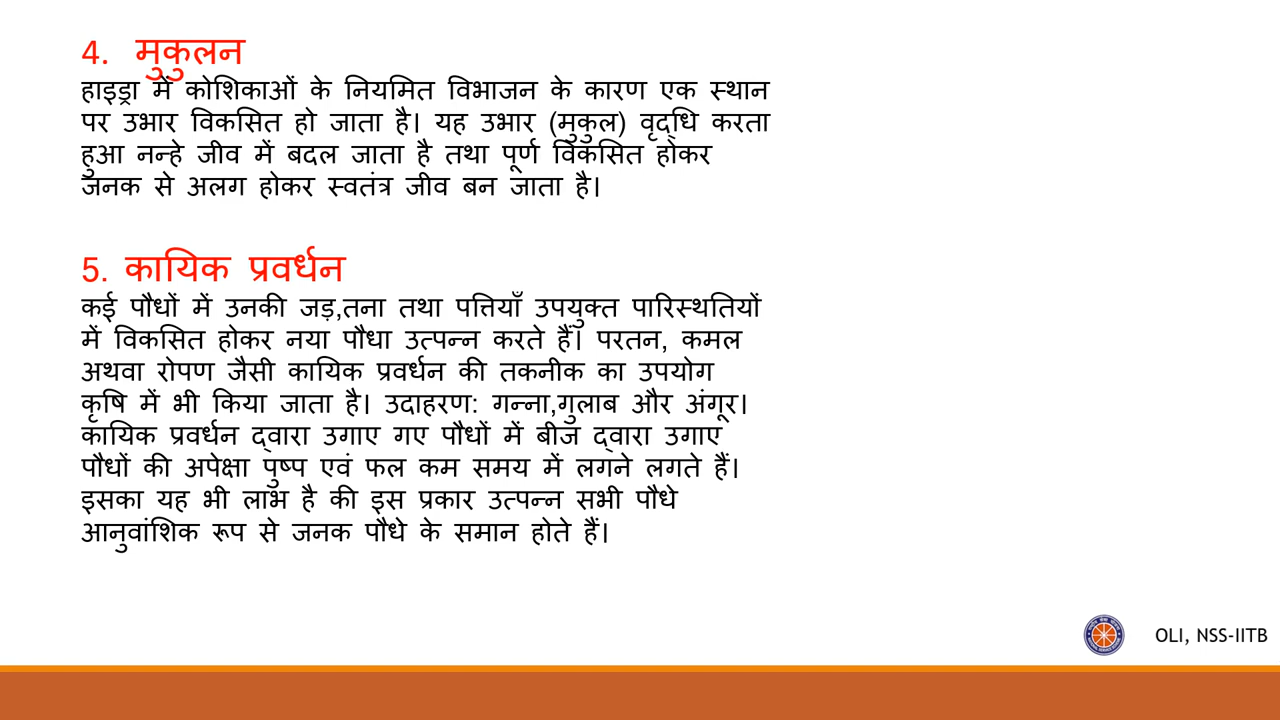 4. मुकुलन
हाइड्रा में कोशिकाओं के नियमित विभाजन के कारण एक स्थान
पर उभार विकसित हो जाता है। यह उभार (मुकुल) वृद्धि करता
हुआ नन्हे जीव में बदल जाता है तथा पूर्ण विकसित होकर
जनक से अलग होकर स्वतंत्र जीव बन जाता है।
5. कायिक प्रवर्धन
कई पौधों में उनकी जड़,तना तथा पत्तियाँ उपयुक्त पारिस्थतियों
में विकसित होकर नया पौधा उत्पन्न करते हैं। परतन, कमल
अथवा रोपण जैसी कायिक प्रवर्धन की तकनीक का उपयोग
कृषि में भी किया जाता है। उदाहरण: गन्ना,गुलाब और अंगूर।
कायिक प्रवर्धन द्वारा उगाए गए पौधों में बीज द्वारा उगाए
पौधों की अपेक्षा पुष्प एवं फल कम समय में लगने लगते हैं।
इसका यह भी लाभ है की इस प्रकार उत्पन्न सभी पौधे
आनुवांशिक रूप से जनक पौधे के समान होते हैं।
OLI, NSS-IITB